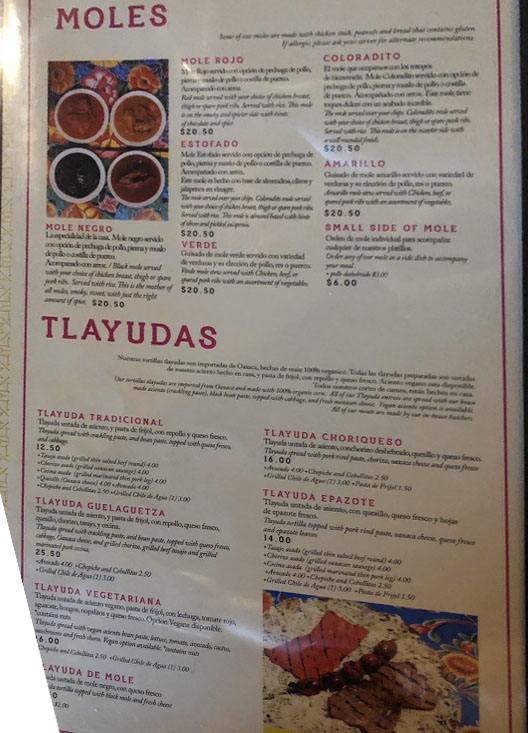 MOLES
Some of our moles are made with chicken stock, peanuts and bread that contains gluten.
If allergic, please ask your server for alternate recommendations.
MOLE ROJO
Mole Rojo servido con opción de pechuga de pollo,
pierna y muslo de pollo o costilla de puerco.
Acompañado con arroz.
Red mole served with your choice of chicken breast,
thigh or spare pork ribs. Served with rice. This mole
is on the smoky and spicier side with hints
of chocolate and spice.
$20.50
ESTOFADO
Mole Estofado servido con opción de pechuga de
pollo, pierna y muslo de pollo o costilla de puerco.
Acompañado con arroz.
Este mole es hecho con base de almendras, olivos y
jalapenos en vinagre.
with your choice of chicken breast, thigh or spare pork ribs.
Served with rice. This mole is almond based with hints
of olives and pickled jalapenos.
$20.50
VERDE
Guisado de mole verde servido con variedad
de verduras y su elección de pollo, res o puerco.
Verde mole stew served with Chicken, beef, or
spared pork ribs with an assortment of vegetables.
$20.50
MOLE NEGRO
La especialidad de la casa. Mole negro servido
con opción de pechuga de pollo, pierna y muslo
de pollo o costilla de puerco.
Acompañado con arroz. / Black mole served
with your choice of chicken breast, thigh or spare
pork ribs. Served with rice. This is the mother of
all moles, smoky, roast, with just the right
amount of spice. $20.50
COLORADITO
El mole que ocupamos con los totopos
de bienvenida. Mole Coloradito servido con opción de
pechuga de pollo, pierna y muslo de pollo o costilla
de puerco. Acompañado con arroz. Este mole tiene
toques dulces con un acabado increíble.
The mole served over your chips. Coloradito mole served
with your choice of chicken breast, thigh or spare pork ribs.
Served with rice. This mole is on the sweeter side with
a well rounded finish.
$20.50
AMARILLO
Guisado de mole amarillo servido con variedad de
verduras y su elección de pollo, res o puerco.
Amarillo mole stew served with Chicken, beef, or
spared pork ribs with an assortment of vegetables.
$20.50
SMALL SIDE OF MOLE
Orden de mole individual para acompañar
cualquier de nuestros platillos.
Order any of our mole as a side dish to accompany
your meal.
• pollo deshebrado $3.00
$6.00
TLAYUDAS
Nuestras tortillas tlayudas son importadas de Oaxaca, hechas de maíz 100% organico. Todas las tlayudas preparadas son untadas
de nuestro asiento hecho en casa, y pasta de frijol, con repollo y queso fresco. Aciento vegano esta disponible.
Todos nuestros cortes de carnes, están hechos en casa.
Our tortillas tlayudas are imported from Oaxaca and made with 100% organic corn. All of our Tlayuda entrees are spread with our house
made acientos (crackling paste), black bean paste, topped with cabbage, and fresh mexican cheese. Vegan aciento option is available.
All of our meats are made by our in-house butchers.
TLAYUDA TRADICIONAL
Tlayuda untada de asiento, y pasta de frijol, con repollo y queso fresco.
Tlayuda spread with crackling paste, and bean paste, topped with queso fresco,
and cabbage.
12.50
•Tasajo asado (grilled thin salted beef round) 4.00
•Chorizo asado (grilled oaxacan sausage) 4.00
•Cecina asada (grilled marinated thin pork leg) 4.00
•Quesillo (Oaxaca cheese) 4.00 •Avocado 4.00
•Chepiche and Cebollitas 2.50 •Grilled Chile de Agua (1) 3.00
TLAYUDA GUELAGUETZA
Tlayuda untada de asiento, y pasta de frijol, con repollo, queso fresco,
quesillo, chorizo, tasajo, y cecina.
Tlayuda spread with crackling paste, and bean paste, topped with queso fresco,
cabbage, Oaxaca cheese, and grilled chorizo, grilled beef tasajo and grilled
marinated pork cecina.
25.50
•Avocado 4.00 •Chepiche and Cebollitas 2.50
•Grilled Chile de Agua (1) 3.00
TLAYUDA VEGETARIANA
Tlayuda untada de asiento vegano, pasta de frijol, con lechuga, tomate rojo,
aguacate, hongos, nopalitos y queso fresco. Opcion Vegana disponible.
*contains nuts
Tlayuda spread with vegan asiento bean paste, lettuce, tomato, avocado, cactus,
mushrooms and fresh chees. Vegan option available. *contains nuts
6.00
Chepiche and Cebollitas 2.50 •Grilled Chile de Agua (1) 3.00
AYUDA DE MOLE
untada de mole negro, con queso fresco
tortilla topped with black mole and fresh cheese
$2.00
TLAYUDA CHORIQUESO
Tlayuda untada de asiento, con chorizo deshebrado, quesillo y queso fresco.
Tlayuda spread with pork rind paste, chorizo, oaxaca cheese and queso fresco
16.00
•Avocado 4.00 •Chepiche and Cebollitas 2.50
•Grilled Chile de Agua (1) 3.00 •Pasta de Frijol 1.50
TLAYUDA EPAZOTE
Tlayuda untada de asiento, con quesillo, queso fresco y hojas
de epazote fresco.
Tlayuda tortilla topped with pork rind paste, oaxaca cheese, queso fresco
and epazote leaves
14.00
•Tasajo asado (grilled thin salted beef round) 4.00
•Chorizo asado (grilled oaxacan sausage) 4.00
•Cecina asada (grilled marinated thin pork leg) 4.00
•Avocado 4.00 •Chepiche and Cebollitas 2.50
•Grilled Chile de Agua (1) 3.00 •Pasta de Frijol 1.50